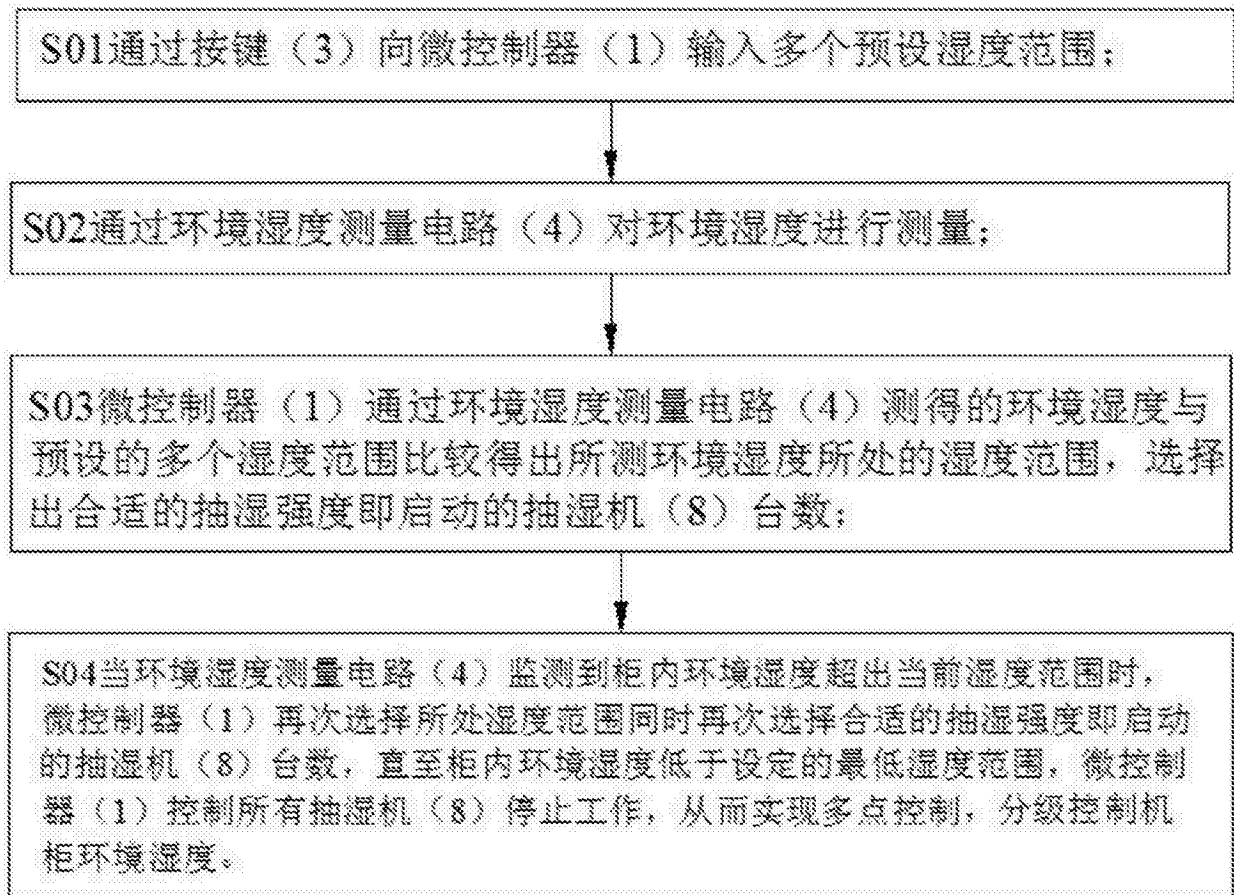 S01通过按键（3）向微控制器（1）输入多个预设湿度范围；
S02通过环境湿度测量电路（4）对环境湿度进行测量；
S03微控制器（1）通过环境湿度测量电路（4）测得的环境湿度与
预设的多个湿度范围比较得出所测环境湿度所处的湿度范围，选择
出合适的抽湿强度即启动的抽湿机（8）台数；
S04当环境湿度测量电路（4）监测到柜内环境湿度超出当前湿度范围时，
微控制器（1）再次选择所处湿度范围同时再次选择合适的抽湿强度即启动
的抽湿机（8）台数，直至柜内环境湿度低于设定的最低湿度范围，微控制
器（1）控制所有抽湿机（8）停止工作，从而实现多点控制，分级控制机
柜环境湿度。